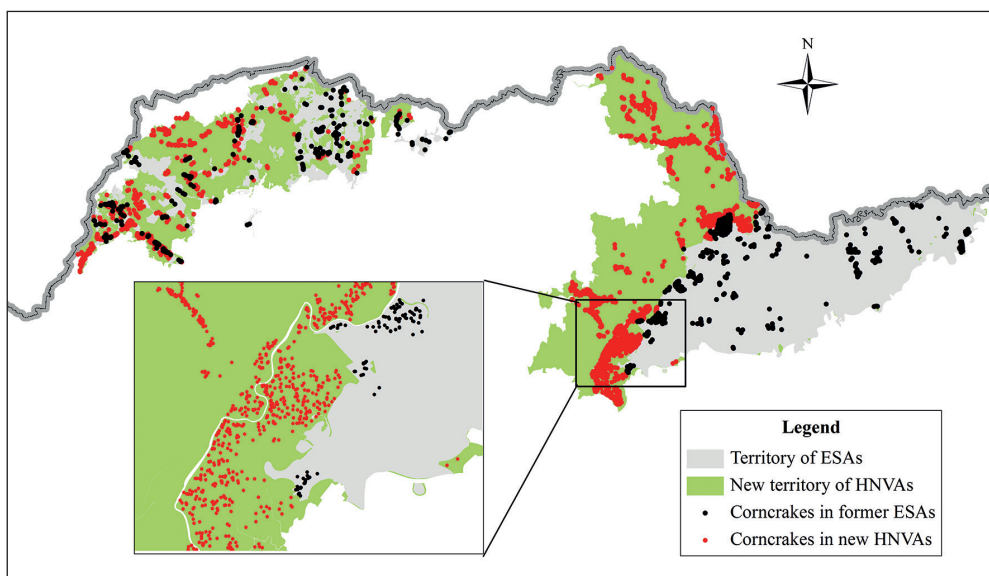 N
Legend
Territory of ESAs
New territory of HNVAs
Corncrakes in former ESAs
Corncrakes in new HNVAs